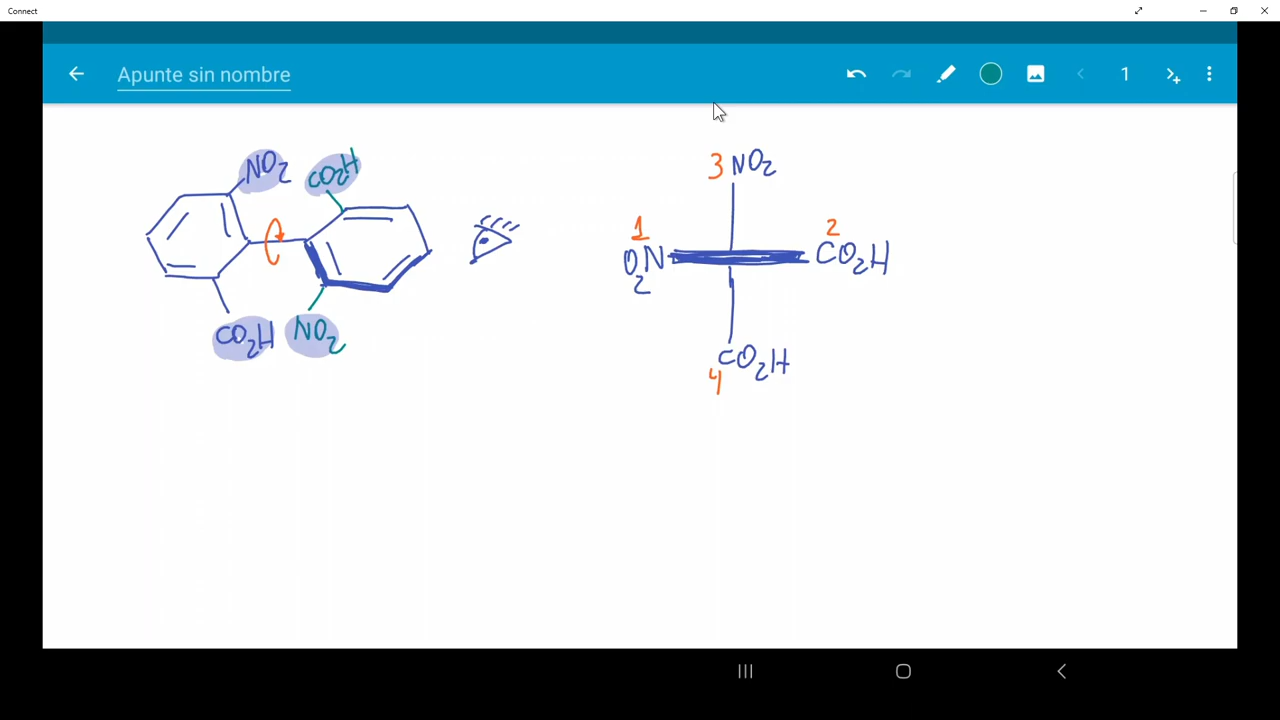 Connect
Apunte sin nombre
1
NO2
CO2H
CO2H
NO2
3 NO2
1
2
O2N
CO2H
CO2H
4